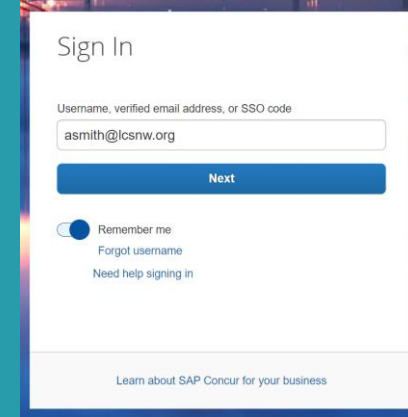 Sign In
Username, verified email address, or SSO code
asmith@lcsnw.org
Next
Remember me
Forgot username
Need help signing in
Learn about SAP Concur for your business